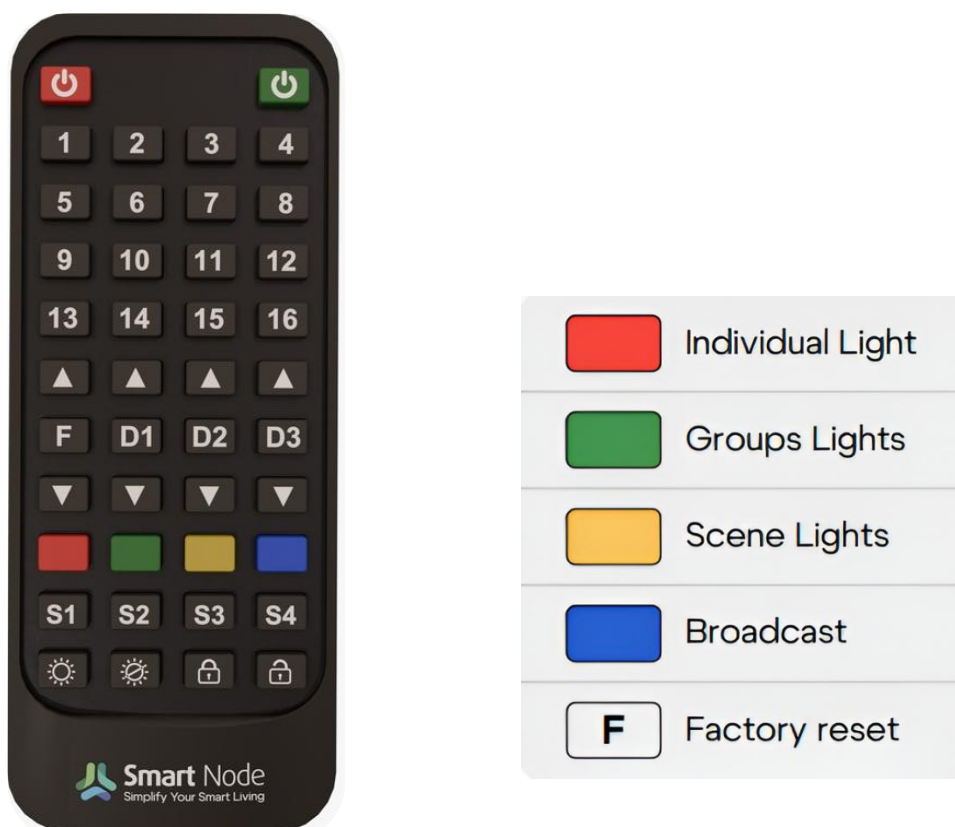 1 2 3 4
5 6 7 8
9 10 11 12
13 14 15 16
F D1 D2 D3
S1 S2 S3 S4
Smart Node
Simplify Your Smart Living
Individual Light
Groups Lights
Scene Lights
Broadcast
F Factory reset